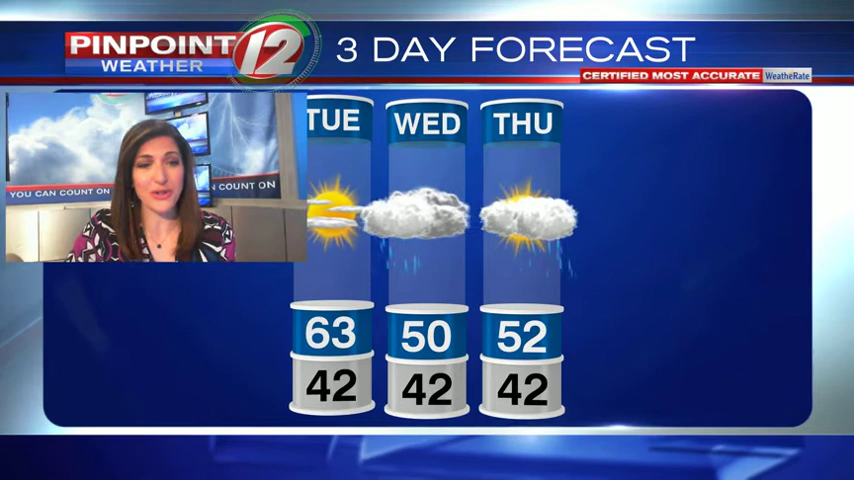 PINPOINT 12
WEATHER
3 DAY FORECAST
CERTIFIED MOST ACCURATE WeatheRate
YOU CAN COUNT ON
N COUNT ON
TUE WED THU
63 50 52
42 42 42